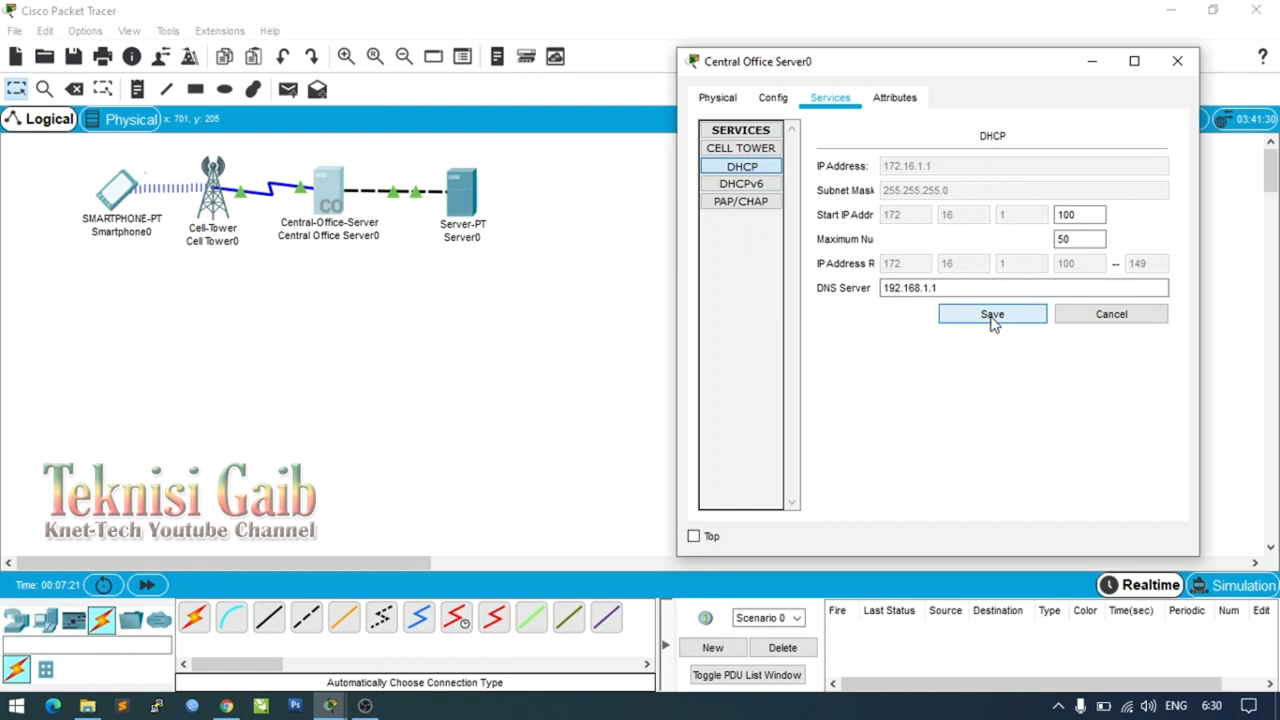 Cisco Packet Tracer
File Edit Options View Tools Extensions Help
Logical
Physical
x: 701, y: 205
03:41:30
SMARTPHONE-PT
Smartphone0
Cell-Tower
Cell Tower0
CO
Central-Office-Server
Central Office Server0
Server-PT
Server0
Teknisi Gaib
Knet-Tech Youtube Channel
Central Office Server0
Physical Config Services Attributes
SERVICES
CELL TOWER
DHCP
DHCPv6
PAP/CHAP
DHCP
IP Address: 172.16.1.1
Subnet Mask 255.255.255.0
Start IP Addr 172 16 1 100
Maximum Nu 50
IP Address R 172 16 1 100 -- 149
DNS Server 192.168.1.1
Save Cancel
Top
Time: 00:07:21
Realtime
Simulation
Automatically Choose Connection Type
Scenario 0
New Delete
Toggle PDU List Window
Fire Last Status Source Destination Type Color Time(sec) Periodic Num Edit
ENG 6:30